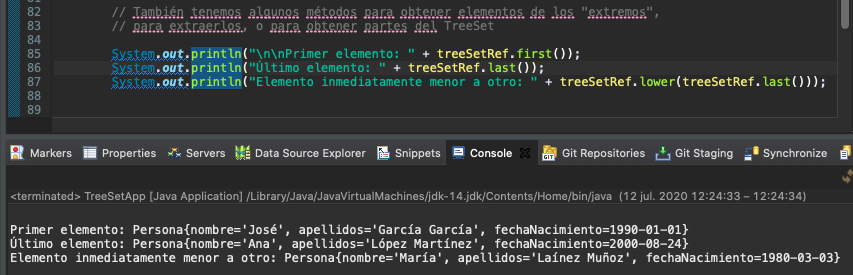 82 // También tenemos algunos métodos para obtener elementos de los "extremos",
83 // para extraerlos, o para obtener partes del TreeSet
84
85 System.out.println("\n\nPrimer elemento: " + treeSetRef.first());
86 System.out.println("Último elemento: " + treeSetRef.last());
87 System.out.println("Elemento inmediatamente menor a otro: " + treeSetRef.lower(treeSetRef.last()));
88
89
Markers Properties Servers Data Source Explorer Snippets Console Git Repositories Git Staging Synchronize
<terminated> TreeSetApp [Java Application] /Library/Java/JavaVirtualMachines/jdk-14.jdk/Contents/Home/bin/java (12 jul. 2020 12:24:33 – 12:24:34)
Primer elemento: Persona{nombre='José', apellidos='García García', fechaNacimiento=1990-01-01}
Último elemento: Persona{nombre='Ana', apellidos='López Martínez', fechaNacimiento=2000-08-24}
Elemento inmediatamente menor a otro: Persona{nombre='María', apellidos='Laínez Muñoz', fechaNacimiento=1980-03-03}